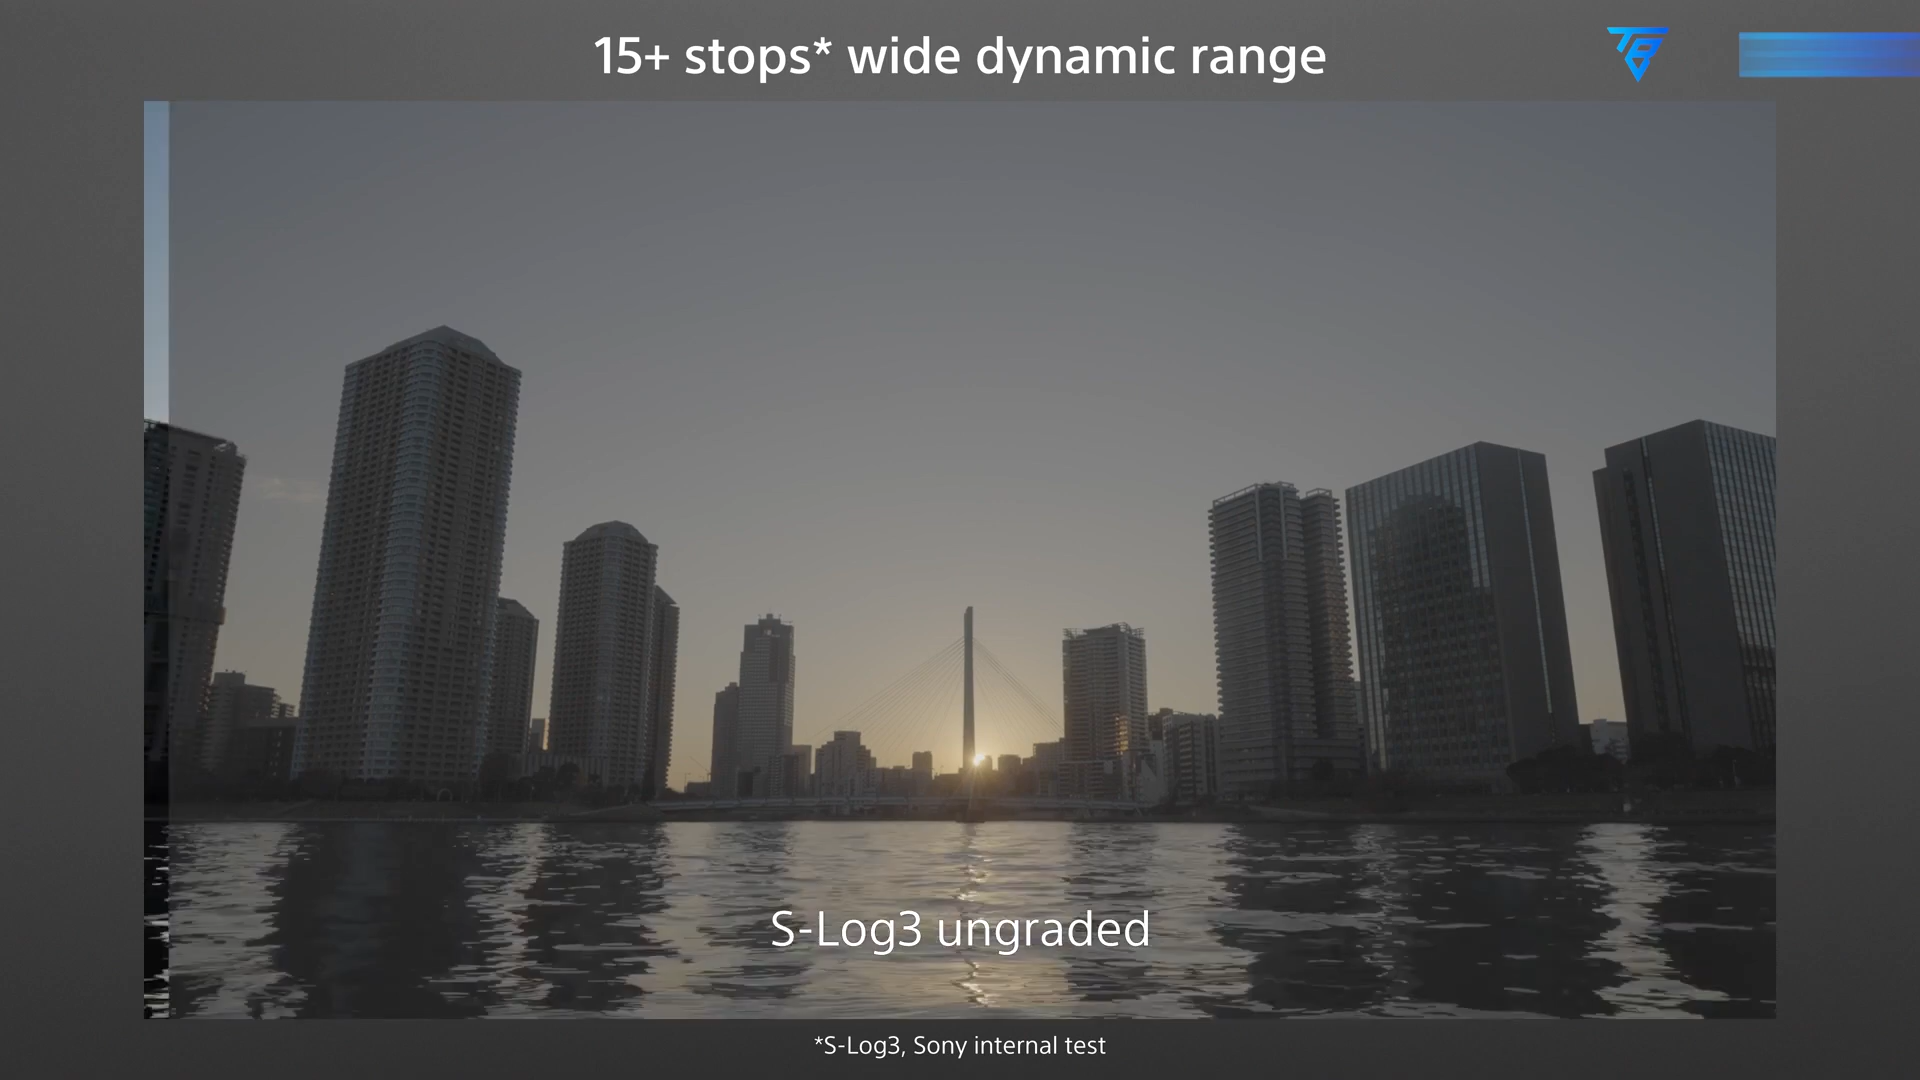 15+ stops* wide dynamic range
S-Log3 ungraded
*S-Log3, Sony internal test